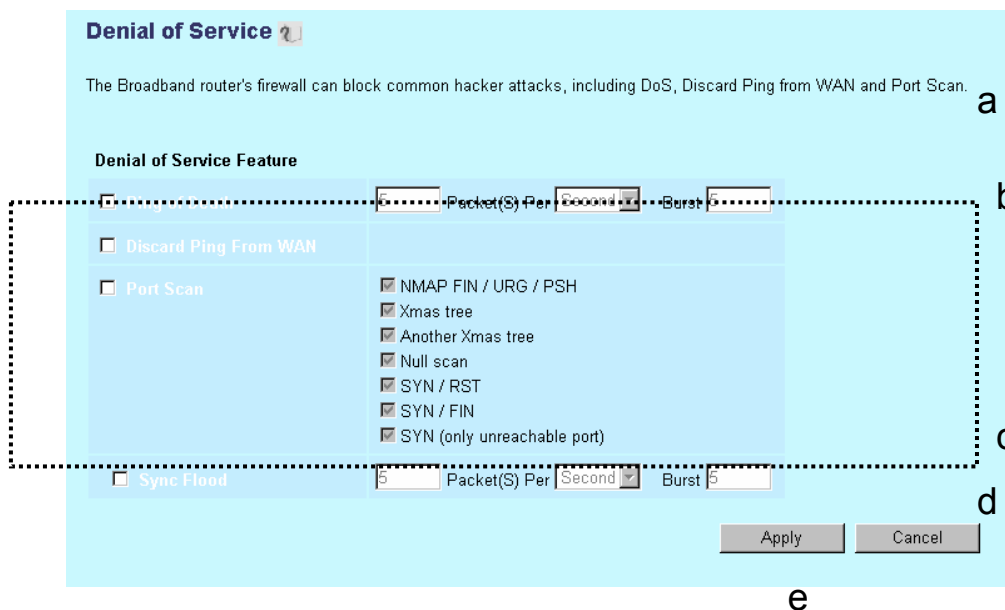 Denial of Service
The Broadband router's firewall can block common hacker attacks, including DoS, Discard Ping from WAN and Port Scan.
a
Denial of Service Feature
Ping of Death 5 Packet(S) Per Second Burst 5
b
Discard Ping From WAN
Port Scan
NMAP FIN / URG / PSH
Xmas tree
Another Xmas tree
Null scan
SYN / RST
SYN / FIN
SYN (only unreachable port)
c
Sync Flood 5 Packet(S) Per Second Burst 5
d
Apply Cancel
e